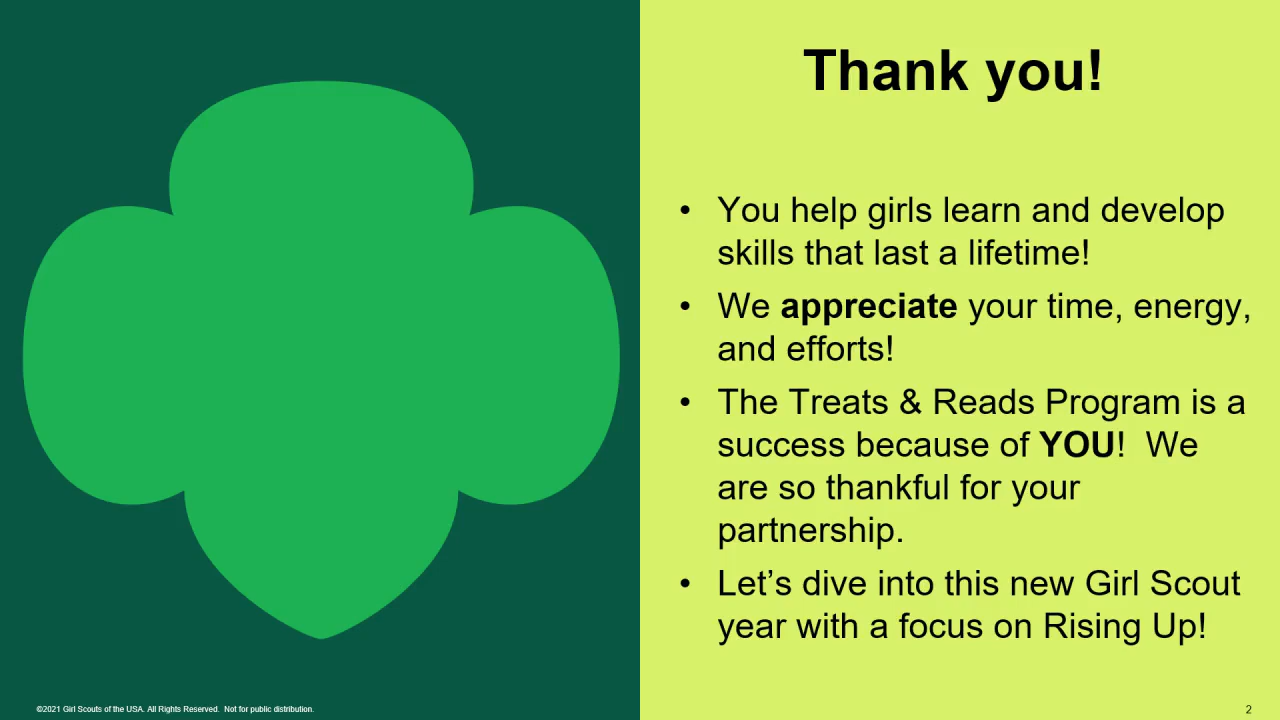 Thank you!
• You help girls learn and develop
skills that last a lifetime!
• We appreciate your time, energy,
and efforts!
• The Treats & Reads Program is a
success because of YOU!  We
are so thankful for your
partnership.
• Let’s dive into this new Girl Scout
year with a focus on Rising Up!
©2021 Girl Scouts of the USA. All Rights Reserved.  Not for public distribution.
2